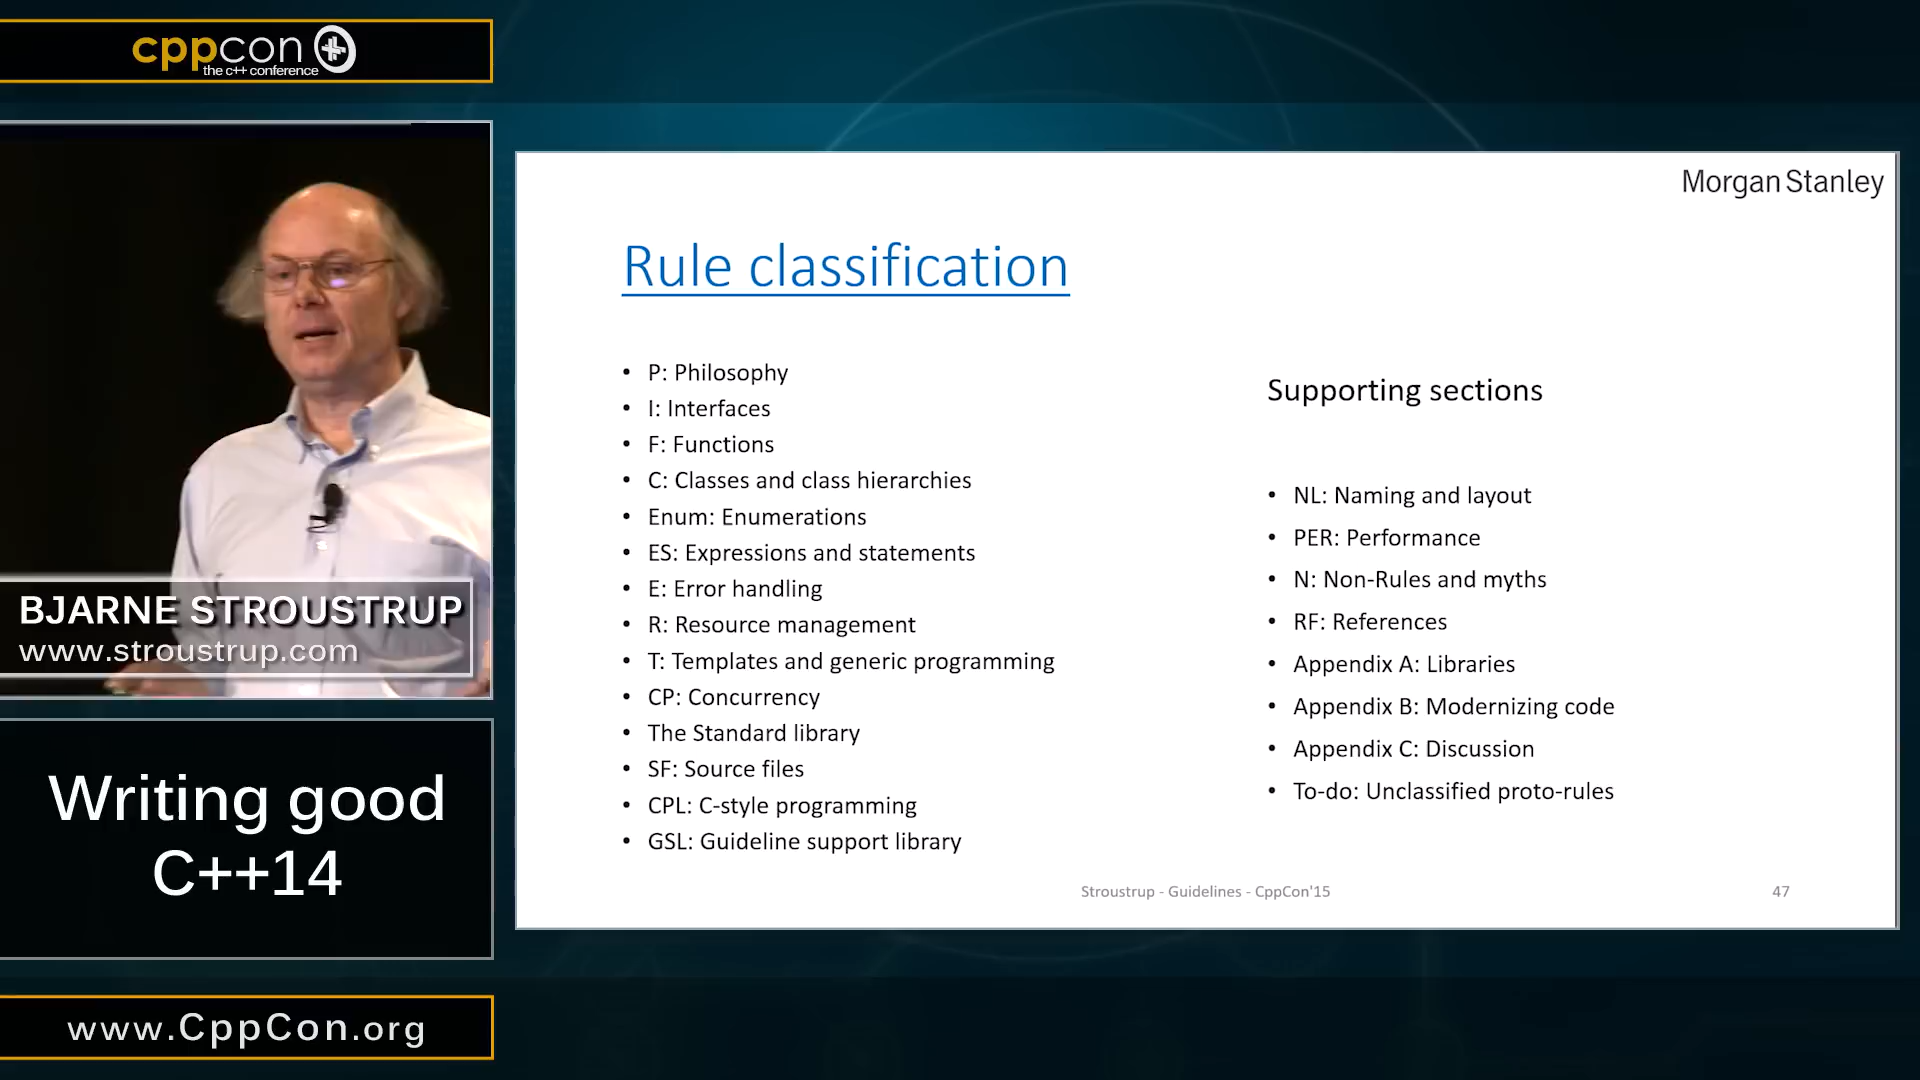 cppcon
the c++ conference
BJARNE STROUSTRUP
www.stroustrup.com
Writing good
C++14
www.CppCon.org
Morgan Stanley
Rule classification
• P: Philosophy
• I: Interfaces
• F: Functions
• C: Classes and class hierarchies
• Enum: Enumerations
• ES: Expressions and statements
• E: Error handling
• R: Resource management
• T: Templates and generic programming
• CP: Concurrency
• The Standard library
• SF: Source files
• CPL: C-style programming
• GSL: Guideline support library
Supporting sections
• NL: Naming and layout
• PER: Performance
• N: Non-Rules and myths
• RF: References
• Appendix A: Libraries
• Appendix B: Modernizing code
• Appendix C: Discussion
• To-do: Unclassified proto-rules
Stroustrup - Guidelines - CppCon'15
47